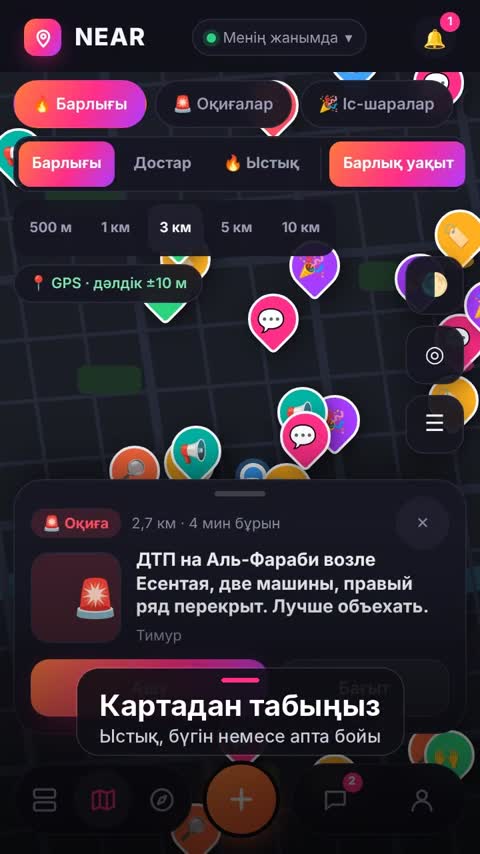 NEAR
Менің жанымда ▾
1
🔥 Барлығы
🚨 Оқиғалар
🎉 Іс-шаралар
Барлығы
Достар
🔥 Ыстық
Барлық уақыт
500 м
1 км
3 км
5 км
10 км
📍 GPS · дәлдік ±10 м
🚨 Оқиға
2,7 км · 4 мин бұрын
ДТП на Аль-Фараби возле
Есентая, две машины, правый
ряд перекрыт. Лучше объехать.
Тимур
Бағыт
Картадан табыңыз
Ыстық, бүгін немесе апта бойы
2